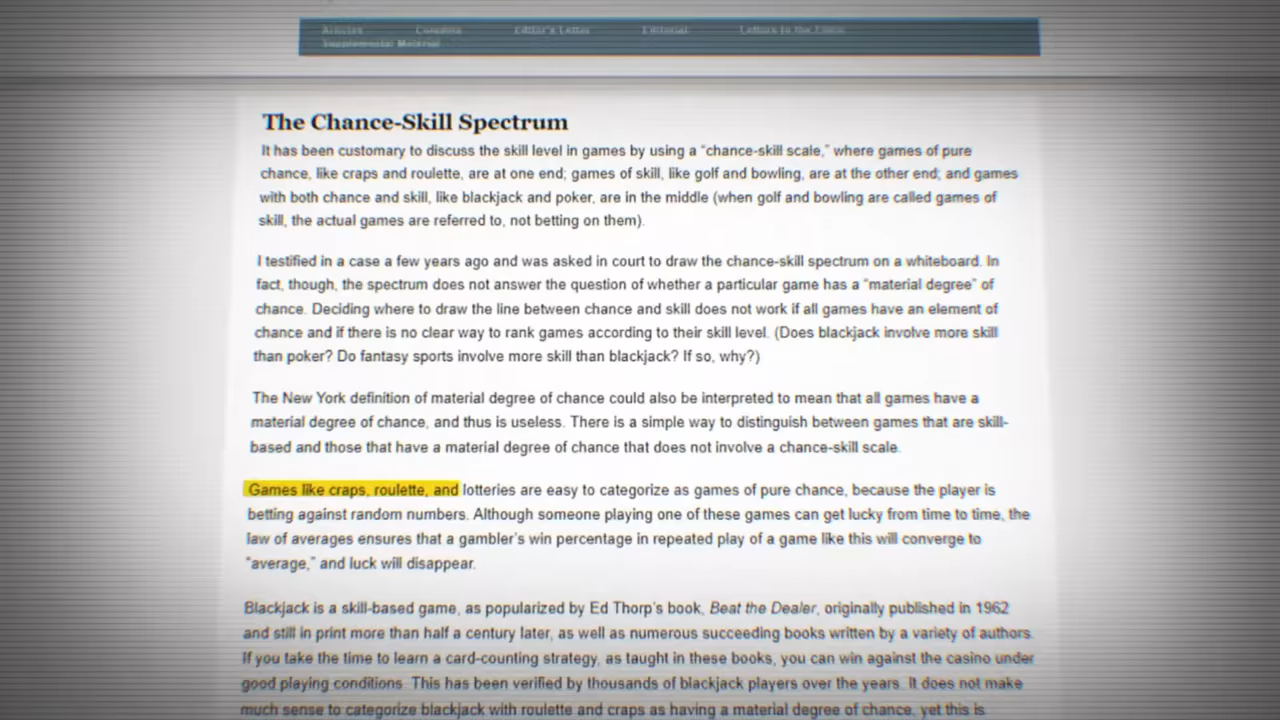 Articles Columns Editor's Letter Editorial Letters to the Editor
Supplemental Material
The Chance-Skill Spectrum
It has been customary to discuss the skill level in games by using a “chance-skill scale,” where games of pure
chance, like craps and roulette, are at one end; games of skill, like golf and bowling, are at the other end; and games
with both chance and skill, like blackjack and poker, are in the middle (when golf and bowling are called games of
skill, the actual games are referred to, not betting on them).
I testified in a case a few years ago and was asked in court to draw the chance-skill spectrum on a whiteboard. In
fact, though, the spectrum does not answer the question of whether a particular game has a “material degree” of
chance. Deciding where to draw the line between chance and skill does not work if all games have an element of
chance and if there is no clear way to rank games according to their skill level. (Does blackjack involve more skill
than poker? Do fantasy sports involve more skill than blackjack? If so, why?)
The New York definition of material degree of chance could also be interpreted to mean that all games have a
material degree of chance, and thus is useless. There is a simple way to distinguish between games that are skill-
based and those that have a material degree of chance that does not involve a chance-skill scale.
Games like craps, roulette, and lotteries are easy to categorize as games of pure chance, because the player is
betting against random numbers. Although someone playing one of these games can get lucky from time to time, the
law of averages ensures that a gambler’s win percentage in repeated play of a game like this will converge to
“average,” and luck will disappear.
Blackjack is a skill-based game, as popularized by Ed Thorp’s book, Beat the Dealer, originally published in 1962
and still in print more than half a century later, as well as numerous succeeding books written by a variety of authors.
If you take the time to learn a card-counting strategy, as taught in these books, you can win against the casino under
good playing conditions. This has been verified by thousands of blackjack players over the years. It does not make
much sense to categorize blackjack with roulette and craps as having a material degree of chance, yet this is